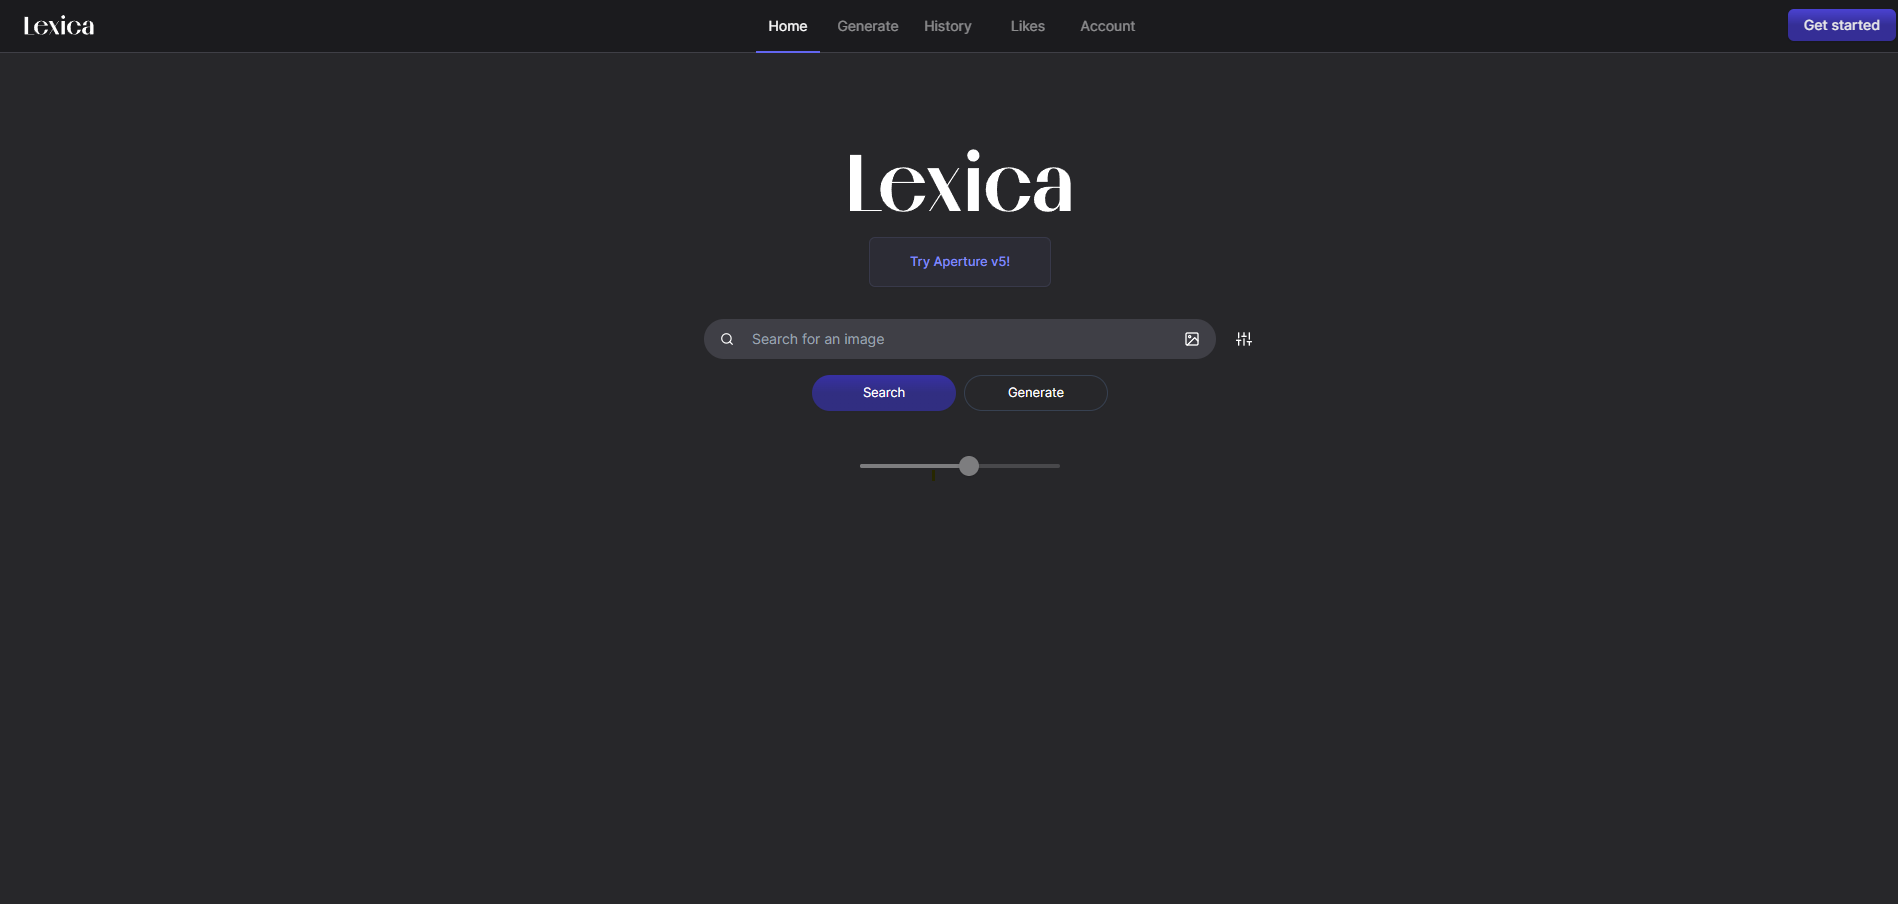 Lexica
Home Generate History Likes Account
Get started
Lexica
Try Aperture v5!
Search for an image
Search Generate